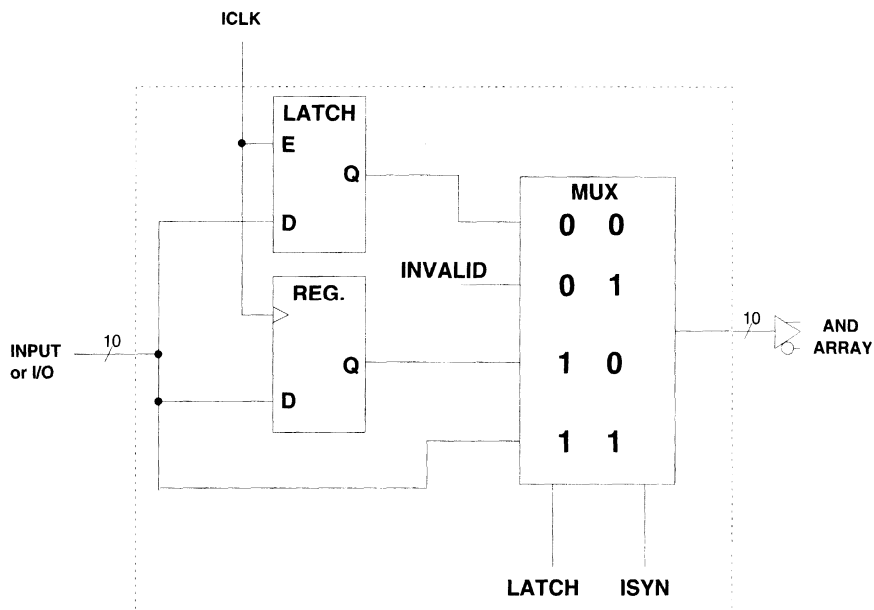 ICLK
LATCH
E
Q
D
MUX
0 0
INVALID
0 1
REG.
10
AND
ARRAY
INPUT
or I/O
10
Q
1 0
D
1 1
LATCH
ISYN